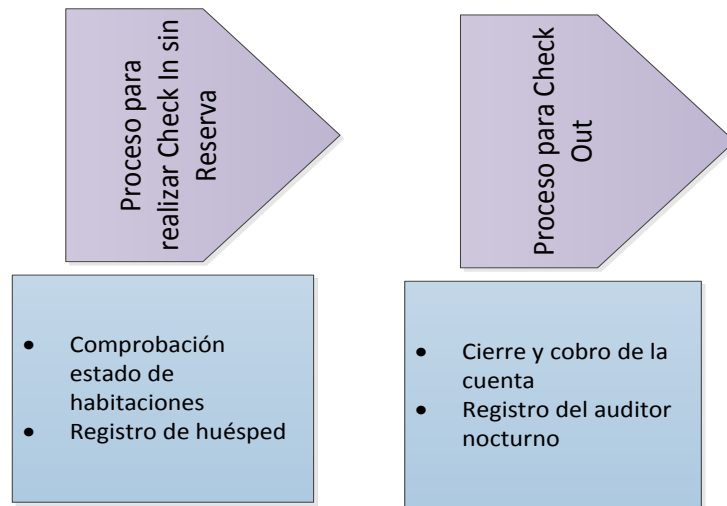 Proceso para
realizar Check In sin
Reserva
• Comprobación
estado de
habitaciones
• Registro de huésped
Proceso para Check
Out
• Cierre y cobro de la
cuenta
• Registro del auditor
nocturno